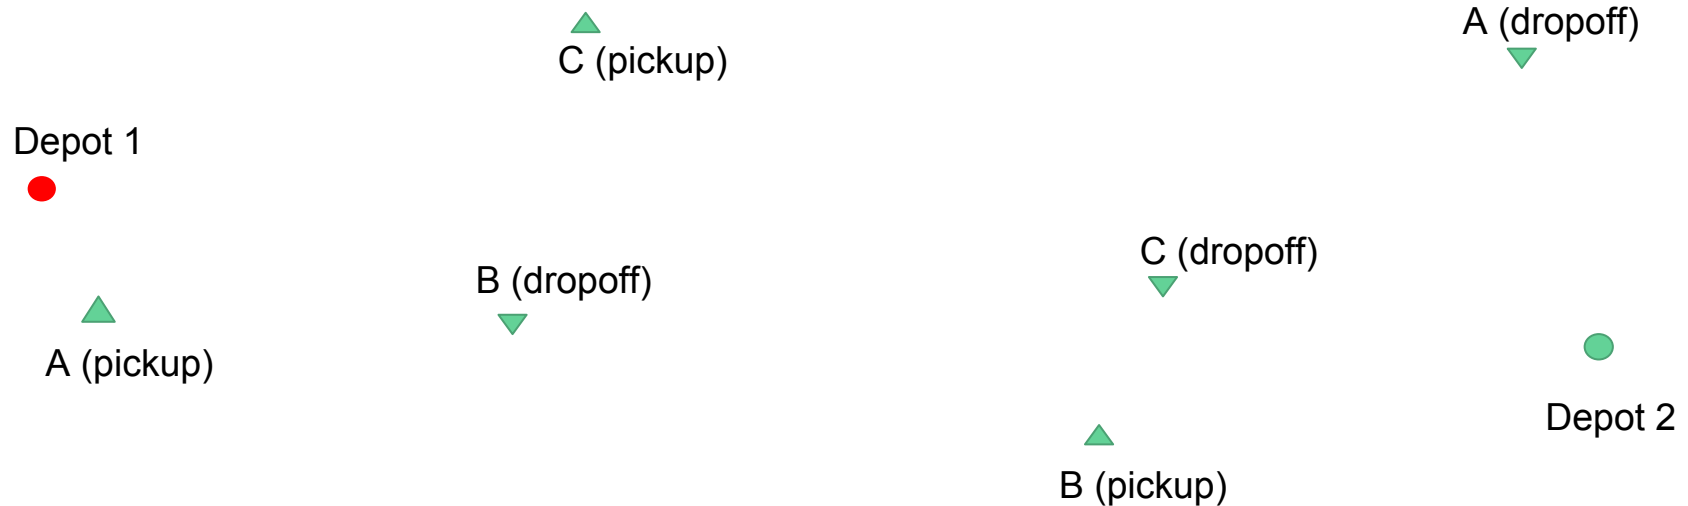 A (dropoff)
C (pickup)
Depot 1
C (dropoff)
B (dropoff)
A (pickup)
Depot 2
B (pickup)